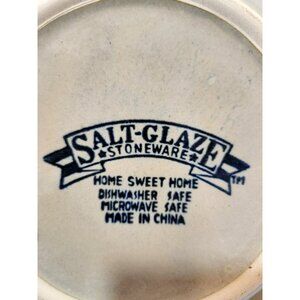 SALT-GLAZE
★STONEWARE★
HOME SWEET HOME
DISHWASHER SAFE
MICROWAVE SAFE
MADE IN CHINA